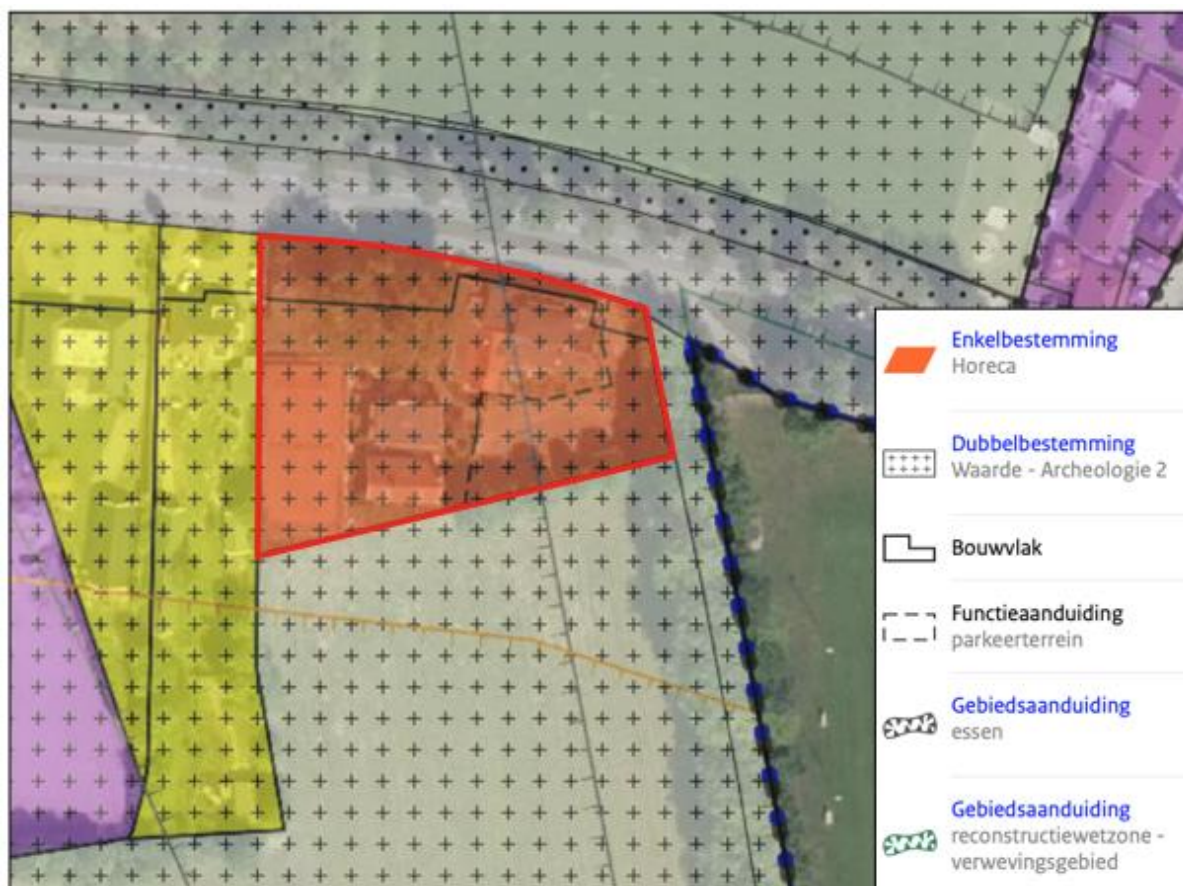 Enkelbestemming
Horeca
Dubbelbestemming
Waarde - Archeologie 2
Bouwvlak
Functieaanduiding
parkeerterrein
Gebiedsaanduiding
essen
Gebiedsaanduiding
reconstructiewetzone -
verwevingsgebied